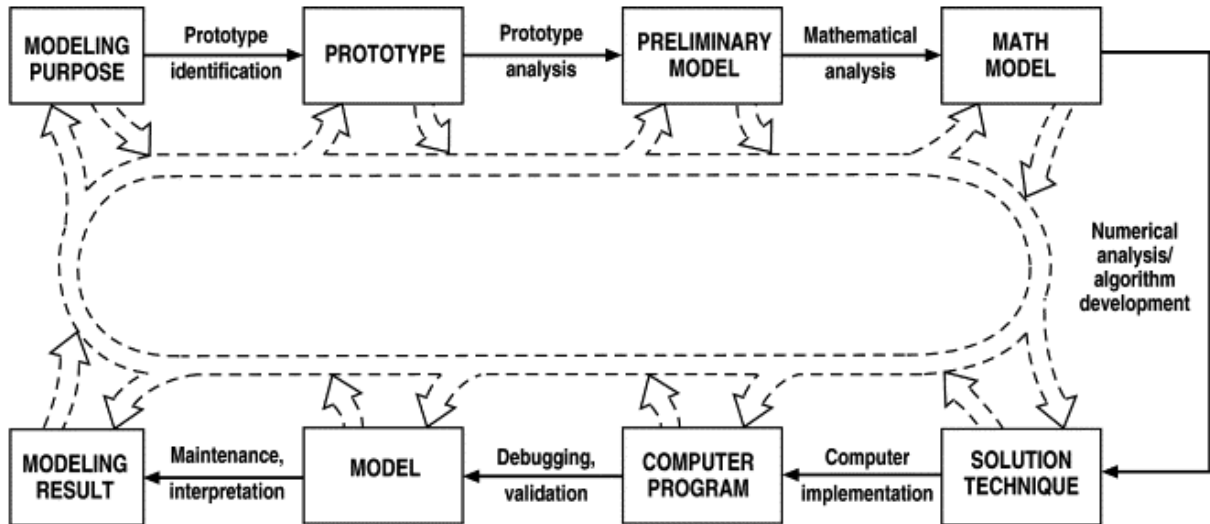 MODELING
PURPOSE
Prototype
identification
PROTOTYPE
Prototype
analysis
PRELIMINARY
MODEL
Mathematical
analysis
MATH
MODEL
Numerical
analysis/
algorithm
development
MODELING
RESULT
Maintenance,
interpretation
MODEL
Debugging,
validation
COMPUTER
PROGRAM
Computer
implementation
SOLUTION
TECHNIQUE